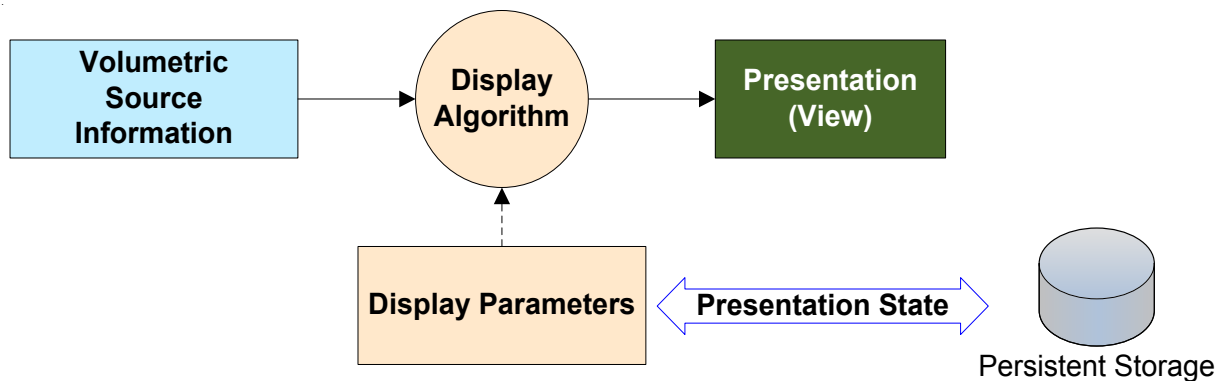 Volumetric
Source
Information
Display
Algorithm
Presentation
(View)
Display Parameters
Presentation State
Persistent Storage